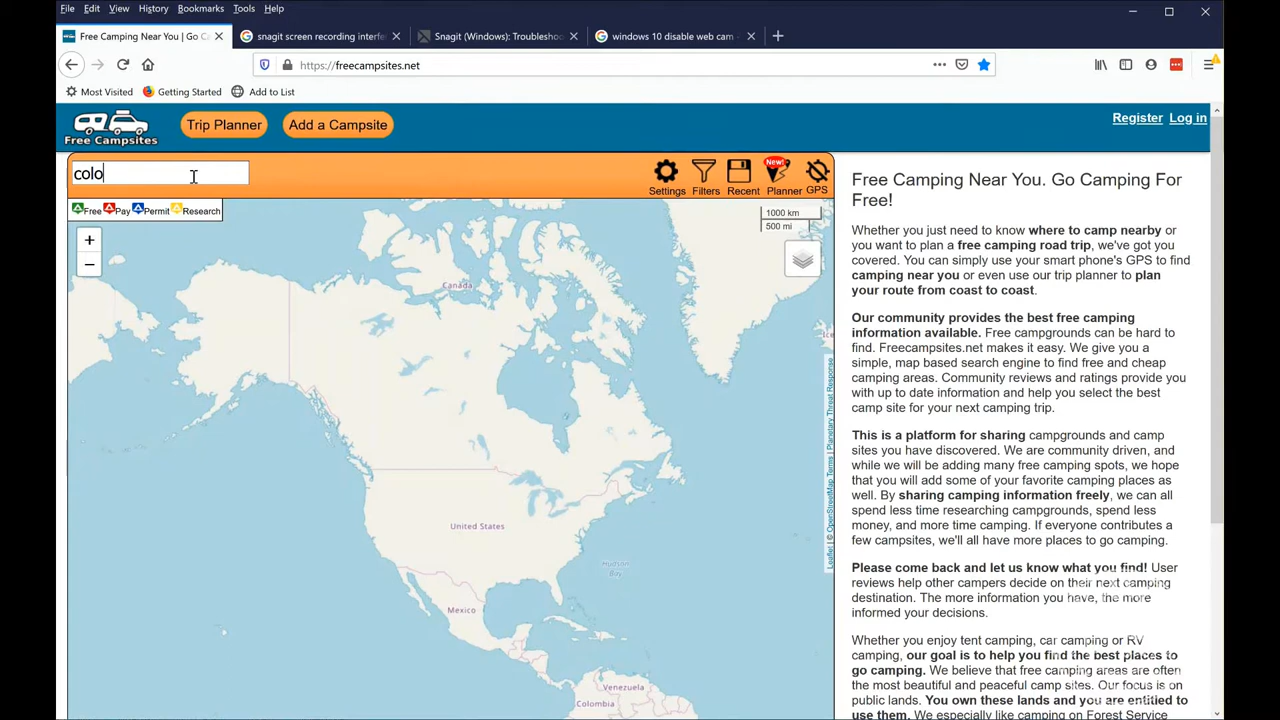 File Edit View History Bookmarks Tools Help
Free Camping Near You | Go C
snagit screen recording interfe
Snagit (Windows): Troublesho
windows 10 disable web cam -
https://freecampsites.net
Most Visited Getting Started Add to List
Free Campsites
Trip Planner
Add a Campsite
Register Log in
colo
Settings Filters Recent Planner GPS
New!
Free Pay Permit Research
1000 km
500 mi
+
−
Canada
United States
Mexico
Hudson
Bay
Venezuela
Colombia
Leaflet | © OpenStreetMap Terms | Planetary Threat Response
Free Camping Near You. Go Camping For
Free!
Whether you just need to know where to camp nearby or
you want to plan a free camping road trip, we've got you
covered. You can simply use your smart phone's GPS to find
camping near you or even use our trip planner to plan
your route from coast to coast.
Our community provides the best free camping
information available. Free campgrounds can be hard to
find. Freecampsites.net makes it easy. We give you a
simple, map based search engine to find free and cheap
camping areas. Community reviews and ratings provide you
with up to date information and help you select the best
camp site for your next camping trip.
This is a platform for sharing campgrounds and camp
sites you have discovered. We are community driven, and
while we will be adding many free camping spots, we hope
that you will add some of your favorite camping places as
well. By sharing camping information freely, we can all
spend less time researching campgrounds, spend less
money, and more time camping. If everyone contributes a
few campsites, we'll all have more places to go camping.
Please come back and let us know what you find! User
reviews help other campers decide on their next camping
destination. The more information you have, the more
informed your decisions.
Whether you enjoy tent camping, car camping or RV
camping, our goal is to help you find the best places to
go camping. We believe that free camping areas are often
the most beautiful and peaceful camp sites. Our focus is on
public lands. You own these lands and you are entitled to
use them. We especially like camping on Forest Service